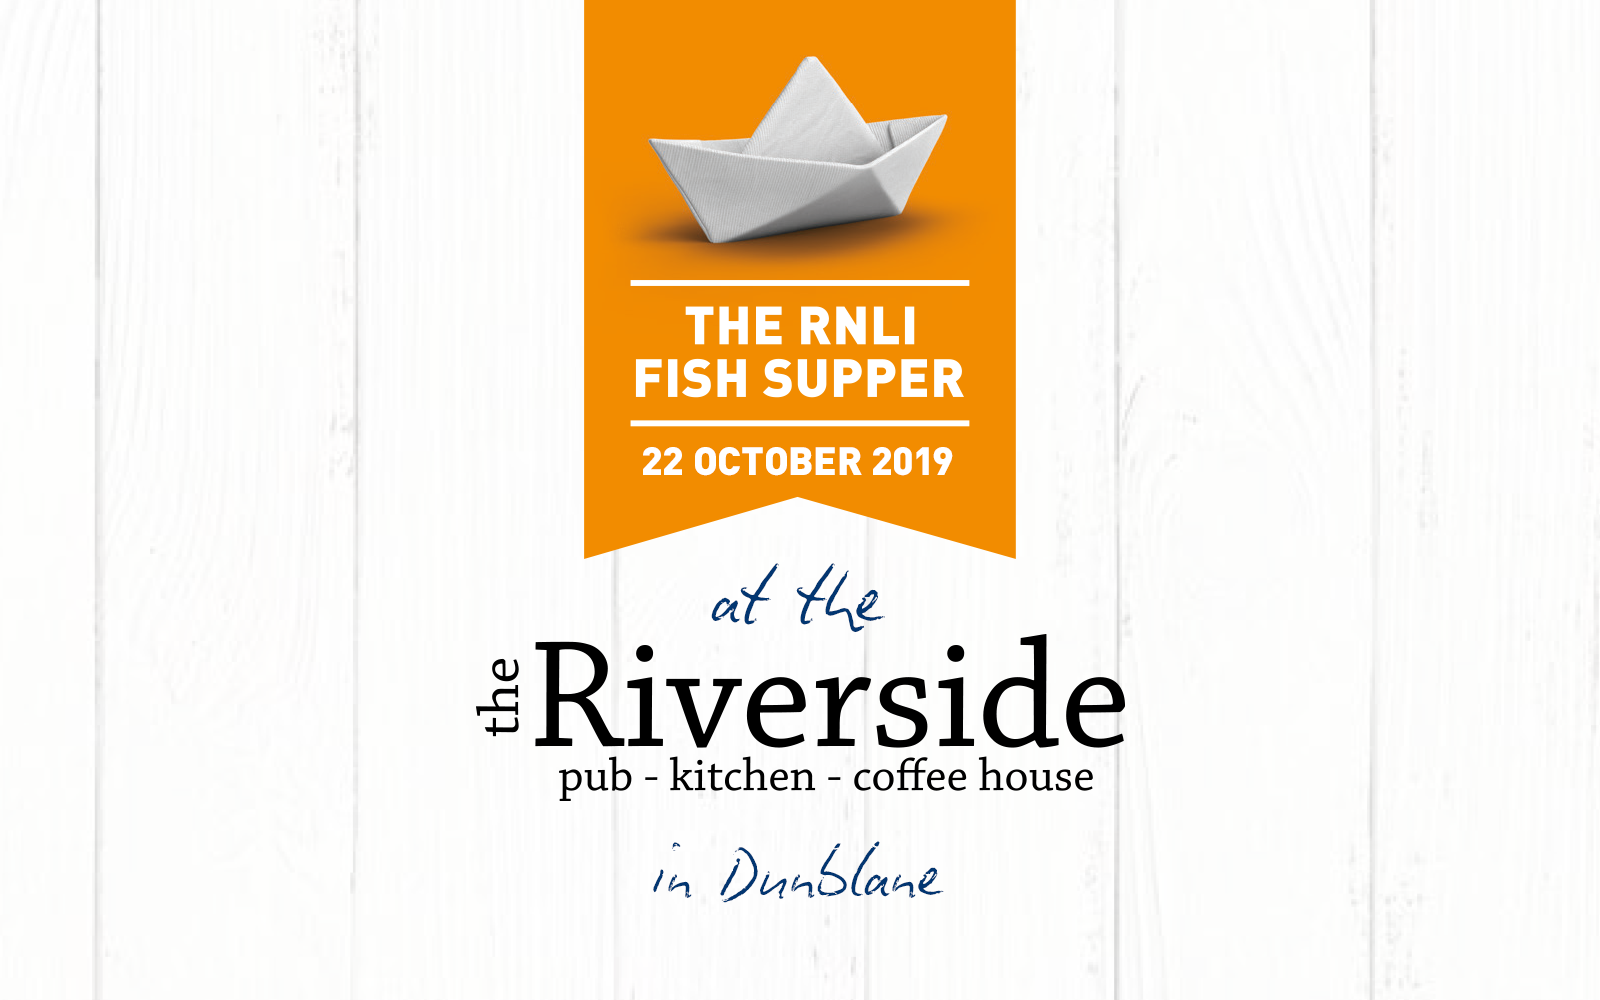 THE RNLI
FISH SUPPER
22 OCTOBER 2019
at the
the Riverside
pub - kitchen - coffee house
in Dunblane